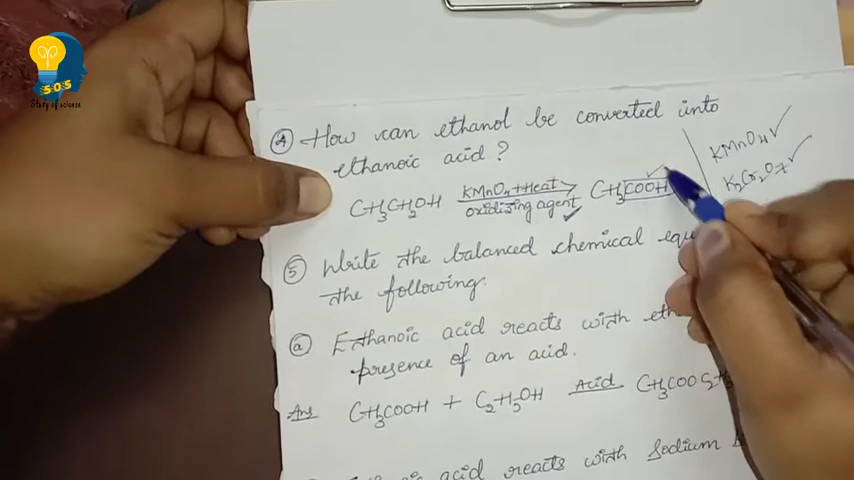 SOS
Study of science
④ How can ethanol be converted into
ethanoic acid?
CH₃CH₂OH KMnO₄+Heat → oxidizing agent CH₃COOH
KMnO₄ ✓
K₂Cr₂O₇ ✓
⑤ Write the balanced chemical
the following.
ⓐ Ethanoic acid reacts with
presence of an acid.
Ans CH₃COOH + C₂H₅OH Acid CH₃COO
acid reacts with Sodium